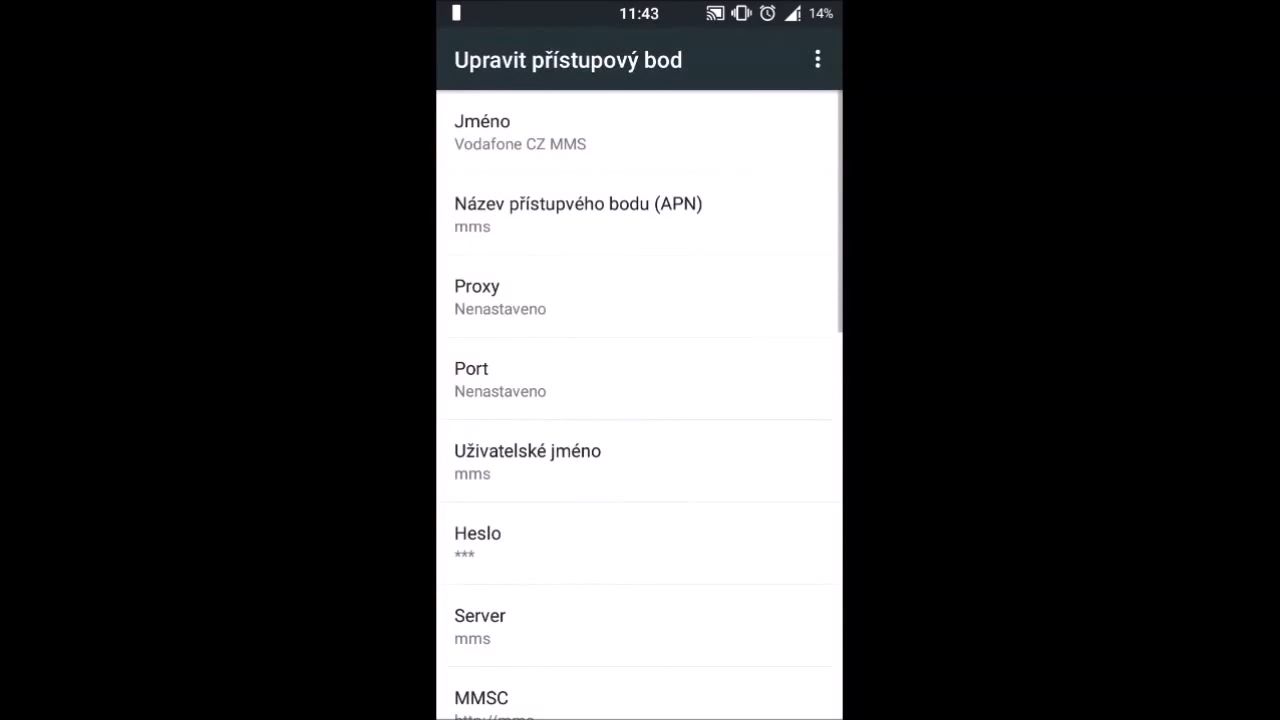 11:43
14%
Upravit přístupový bod
Jméno
Vodafone CZ MMS
Název přístupvého bodu (APN)
mms
Proxy
Nenastaveno
Port
Nenastaveno
Uživatelské jméno
mms
Heslo
***
Server
mms
MMSC